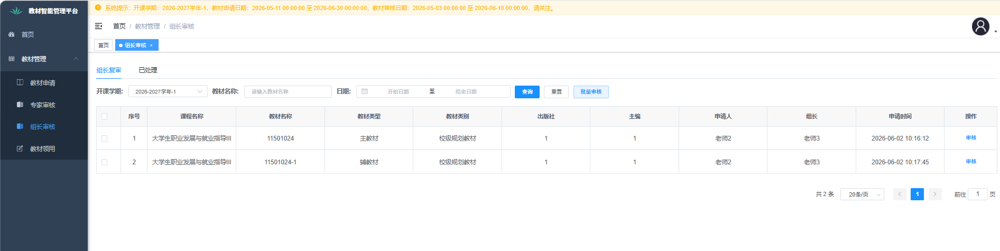 教材智能管理平台
系统提示：开课学期：2026-2027学年-1，教材申请日期：2026-05-11 00:00:00 至 2026-06-30 00:00:00，教材审核日期：2026-05-03 00:00:00 至 2026-06-10 00:00:00，请关注。
首页 / 教材管理 / 组长审核
首页
教材管理
教材申请
专家审核
组长审核
教材领用
首页 组长审核 ×
组长复审 已处理
开课学期: 2026-2027学年-1 教材名称: 请输入教材名称 日期: 开始日期 至 结束日期 查询 重置 批量审核
序号 课程名称 教材名称 教材类型 教材类别 出版社 主编 申请人 组长 申请时间 操作
1 大学生职业发展与就业指导III 11501024 主教材 校级规划教材 1 1 老师2 老师3 2026-06-02 10:16:12 审核
2 大学生职业发展与就业指导III 11501024-1 辅教材 校级规划教材 1 1 老师2 老师3 2026-06-02 10:17:45 审核
共 2 条 20条/页 1 前往 1 页